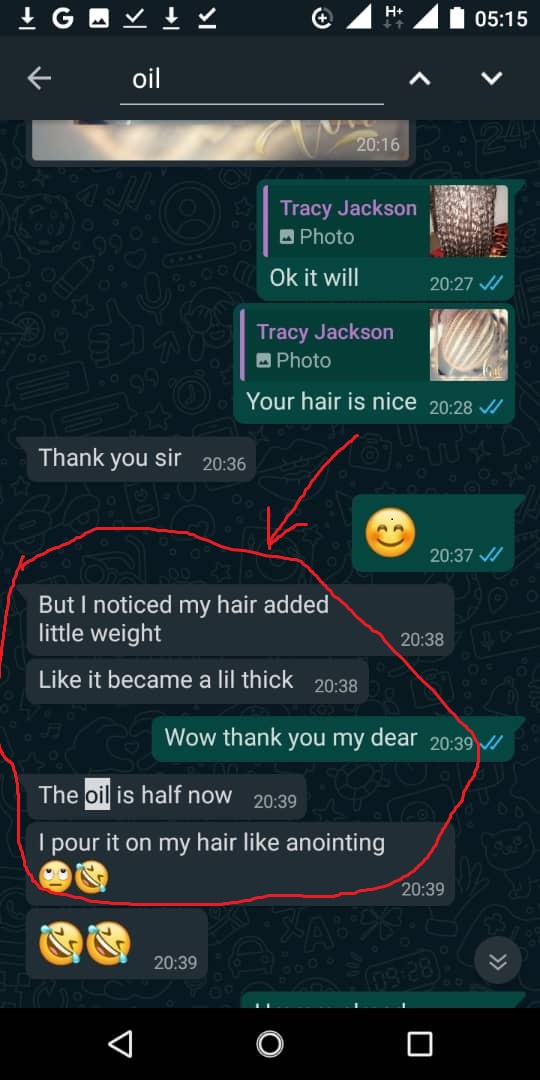 H+
05:15
oil
20:16
Tracy Jackson
Photo
Ok it will 20:27
Tracy Jackson
Photo
Your hair is nice 20:28
Thank you sir 20:36
20:37
But I noticed my hair added
little weight 20:38
Like it became a lil thick 20:38
Wow thank you my dear 20:39
The oil is half now 20:39
I pour it on my hair like anointing
🙄🤣 20:39
🤣🤣 20:39